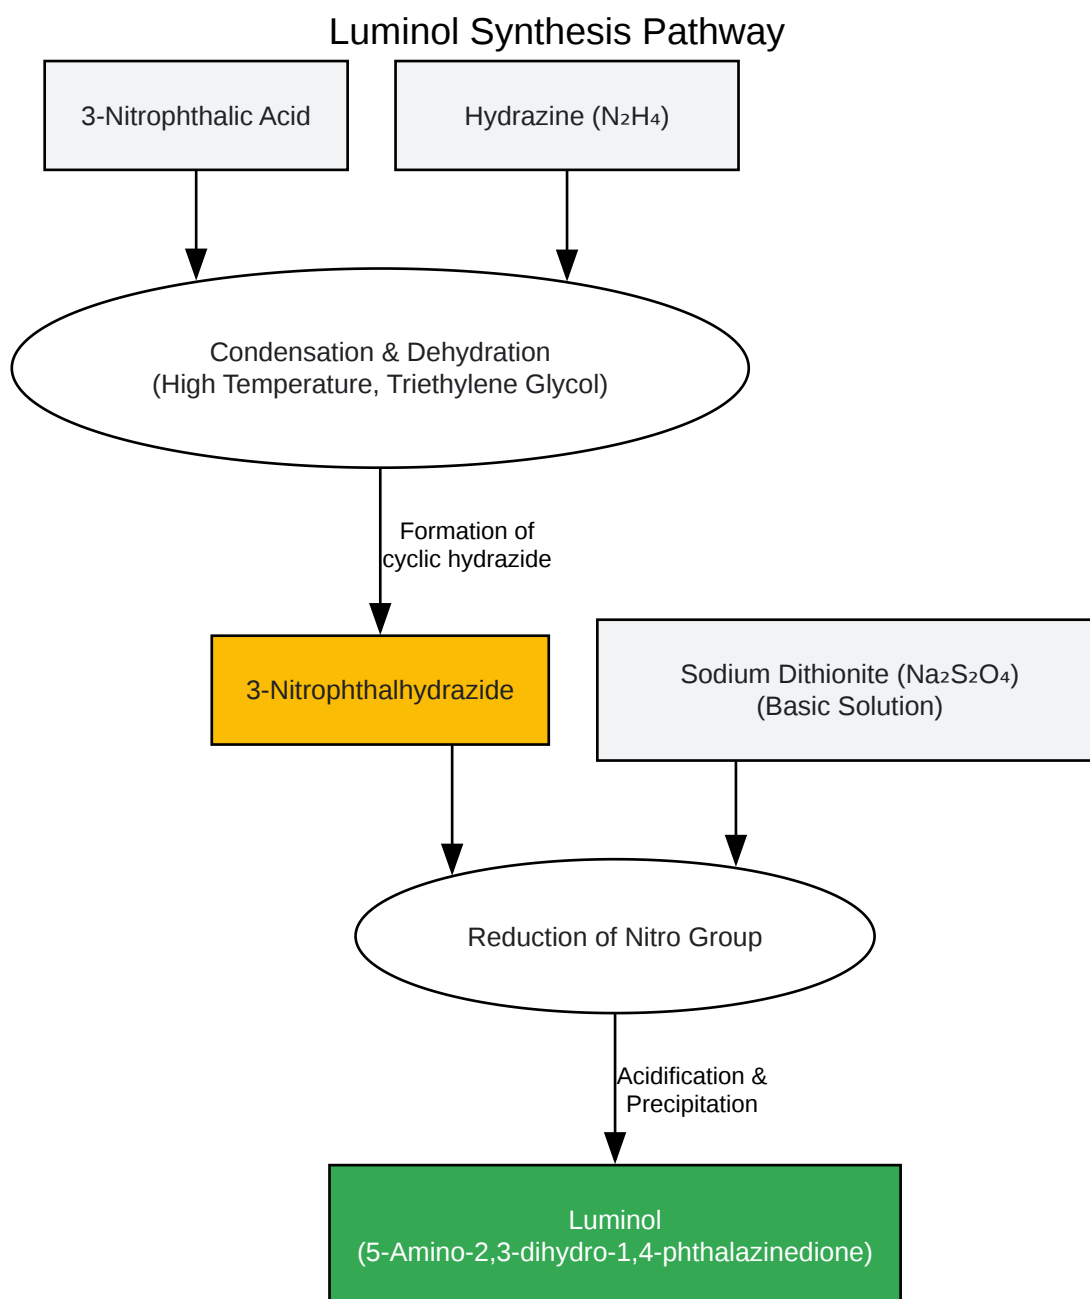 Luminol Synthesis Pathway
3-Nitrophthalic Acid
Hydrazine (N₂H₄)
Condensation & Dehydration
(High Temperature, Triethylene Glycol)
Formation of
cyclic hydrazide
3-Nitrophthalhydrazide
Sodium Dithionite (Na₂S₂O₄)
(Basic Solution)
Reduction of Nitro Group
Acidification &
Precipitation
Luminol
(5-Amino-2,3-dihydro-1,4-phthalazinedione)